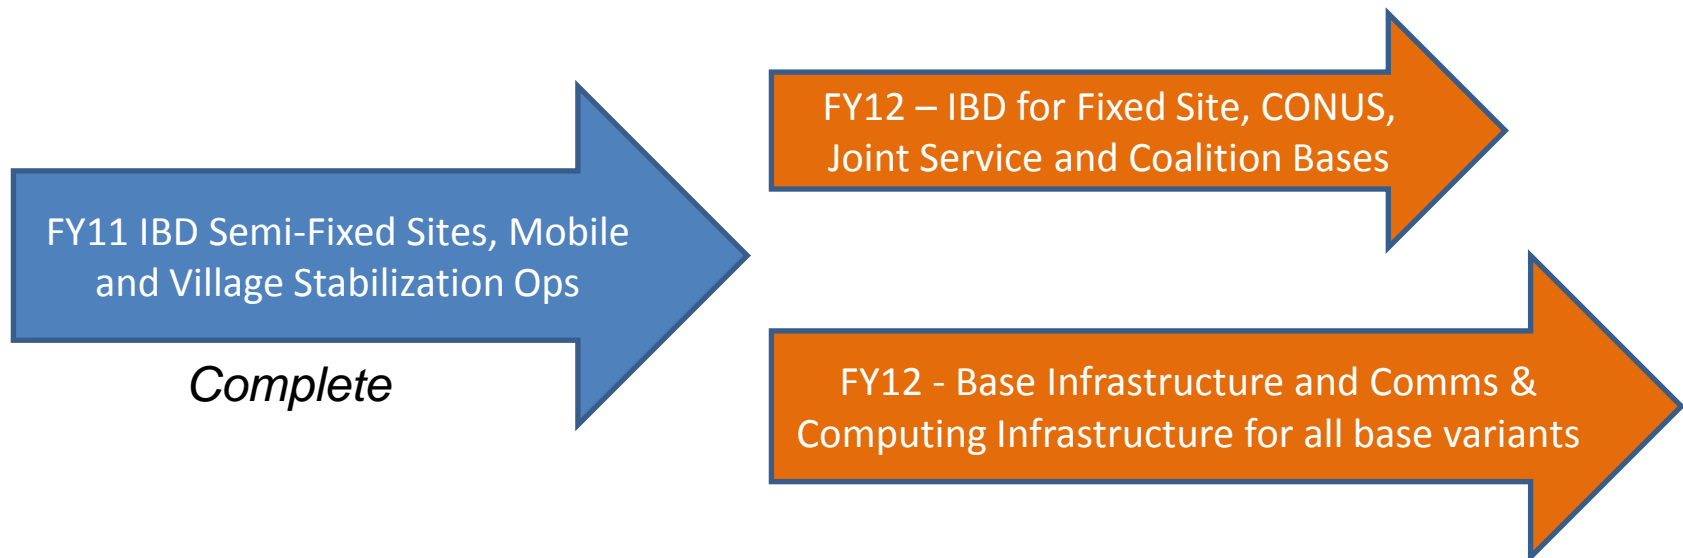 FY11 IBD Semi-Fixed Sites, Mobile
and Village Stabilization Ops
Complete
FY12 – IBD for Fixed Site, CONUS,
Joint Service and Coalition Bases
FY12 - Base Infrastructure and Comms &
Computing Infrastructure for all base variants